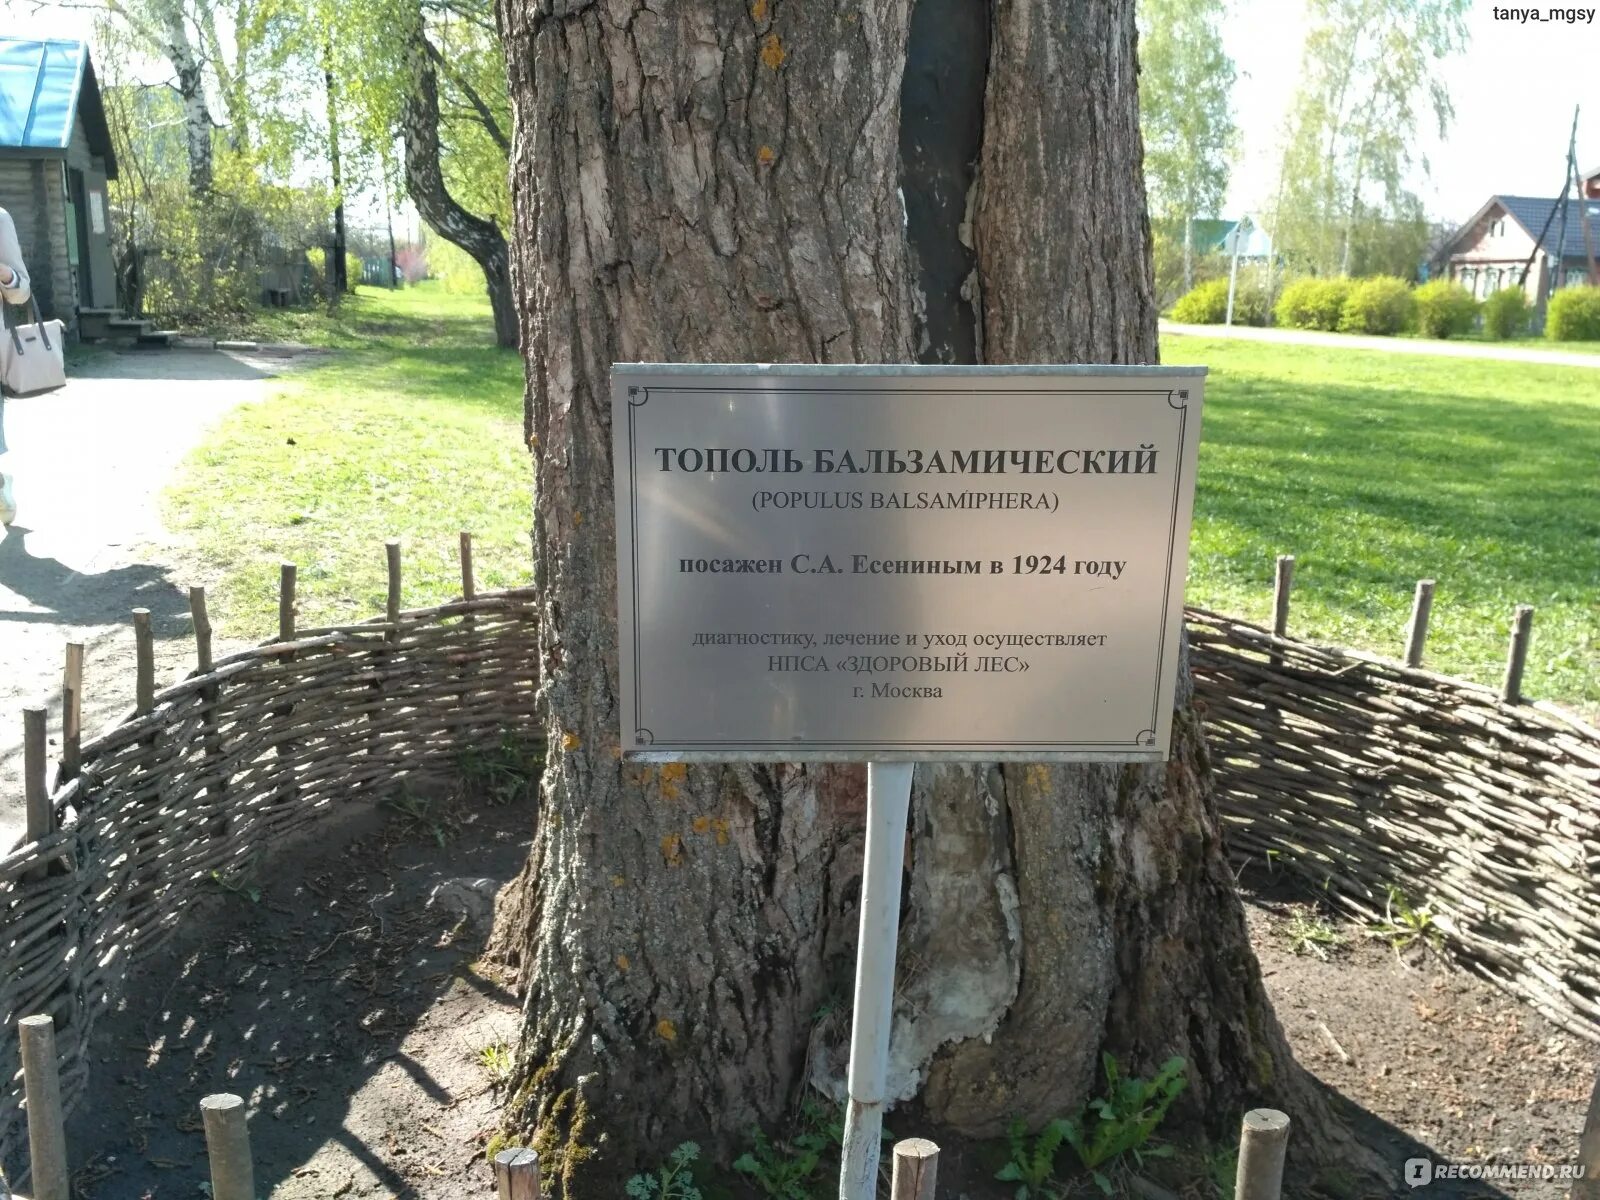 tanya_mgsy
ТОПОЛЬ БАЛЬЗАМИЧЕСКИЙ
(POPULUS BALSAMIPHERA)
посажен С.А. Есениным в 1924 году
диагностику, лечение и уход осуществляет
НПСА «ЗДОРОВЫЙ ЛЕС»
г. Москва
I RECOMMEND.RU